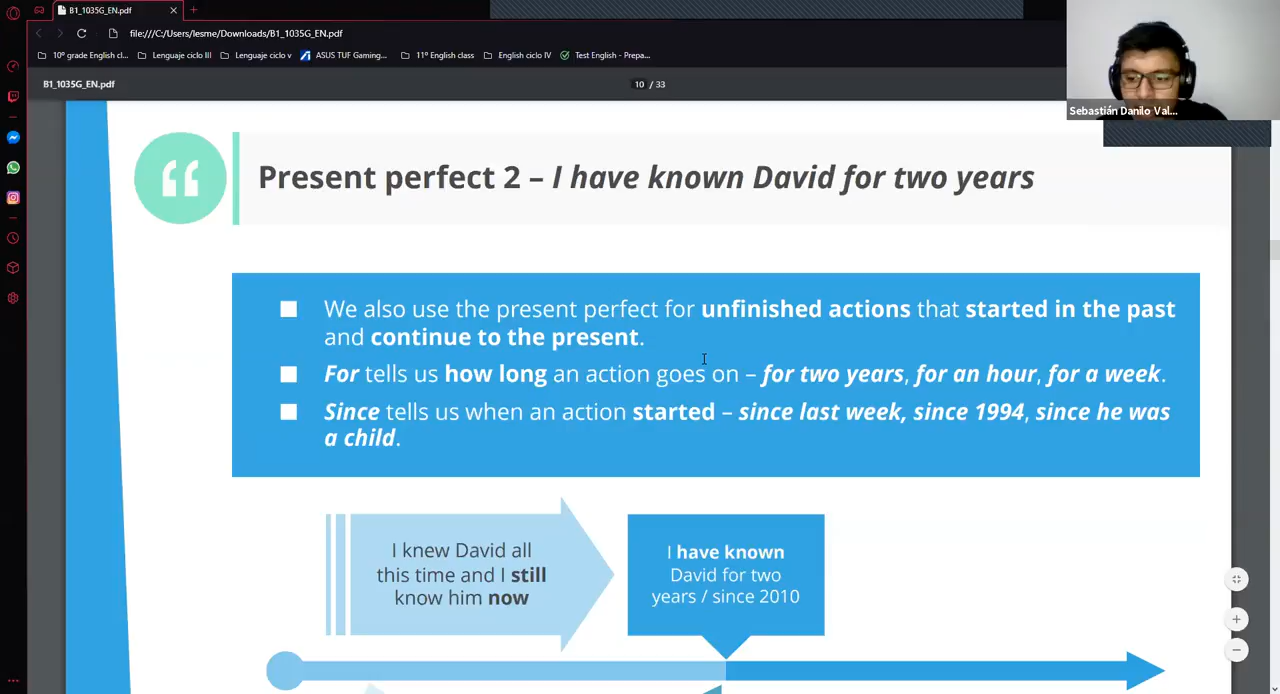 B1_1035G_EN.pdf
file:///C:/Users/lesme/Downloads/B1_1035G_EN.pdf
10º grade English cl... Lenguaje ciclo III Lenguaje ciclo v ASUS TUF Gaming... 11º English class English ciclo IV Test English - Prepa...
B1_1035G_EN.pdf
10 / 33
Sebastián Danilo Val...
Present perfect 2 – I have known David for two years
We also use the present perfect for unfinished actions that started in the past
and continue to the present.
For tells us how long an action goes on – for two years, for an hour, for a week.
Since tells us when an action started – since last week, since 1994, since he was
a child.
I knew David all
this time and I still
know him now
I have known
David for two
years / since 2010